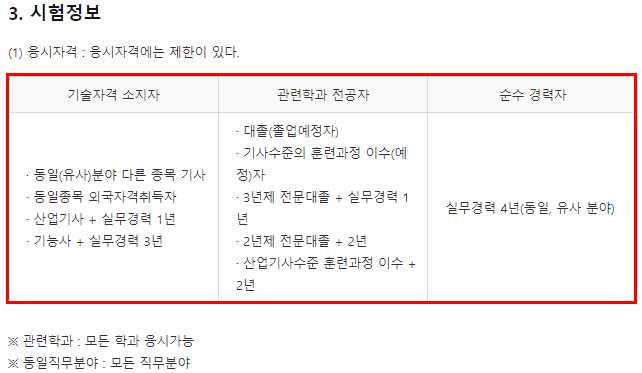 3. 시험정보
(1) 응시자격 : 응시자격에는 제한이 있다.
기술자격 소지자
관련학과 전공자
순수 경력자
· 동일(유사)분야 다른 종목 기사
· 동일종목 외국자격취득자
· 산업기사 + 실무경력 1년
· 기능사 + 실무경력 3년
· 대졸(졸업예정자)
· 기사수준의 훈련과정 이수(예
정)자
· 3년제 전문대졸 + 실무경력 1
년
· 2년제 전문대졸 + 2년
· 산업기사수준 훈련과정 이수 +
2년
실무경력 4년(동일, 유사 분야)
※ 관련학과 : 모든 학과 응시가능
※ 동일직무분야 : 모든 직무분야